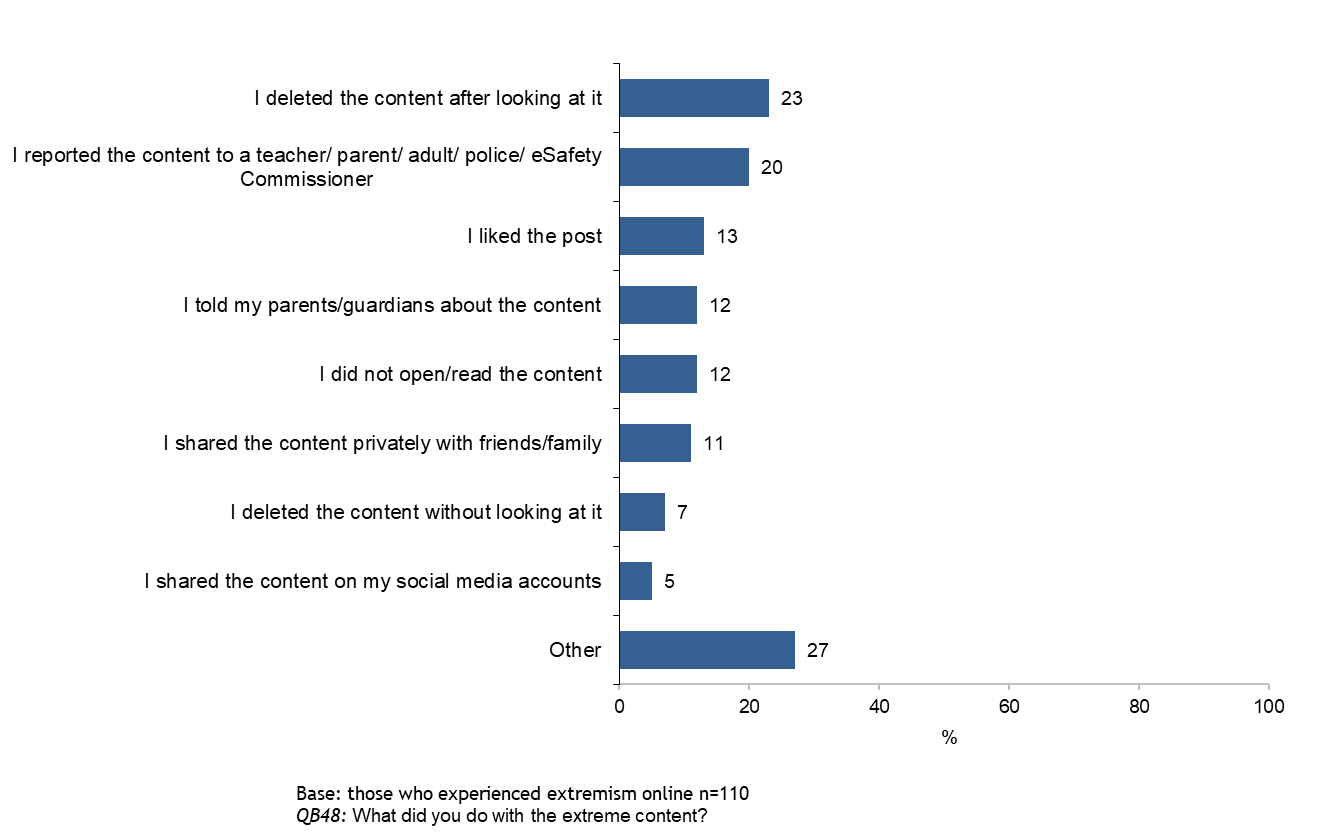 I deleted the content after looking at it
23
I reported the content to a teacher/ parent/ adult/ police/ eSafety
Commissioner
20
I liked the post
13
I told my parents/guardians about the content
12
I did not open/read the content
12
I shared the content privately with friends/family
11
I deleted the content without looking at it
7
I shared the content on my social media accounts
5
Other
27
0 20 40 60 80 100
%
Base: those who experienced extremism online n=110
QB48: What did you do with the extreme content?